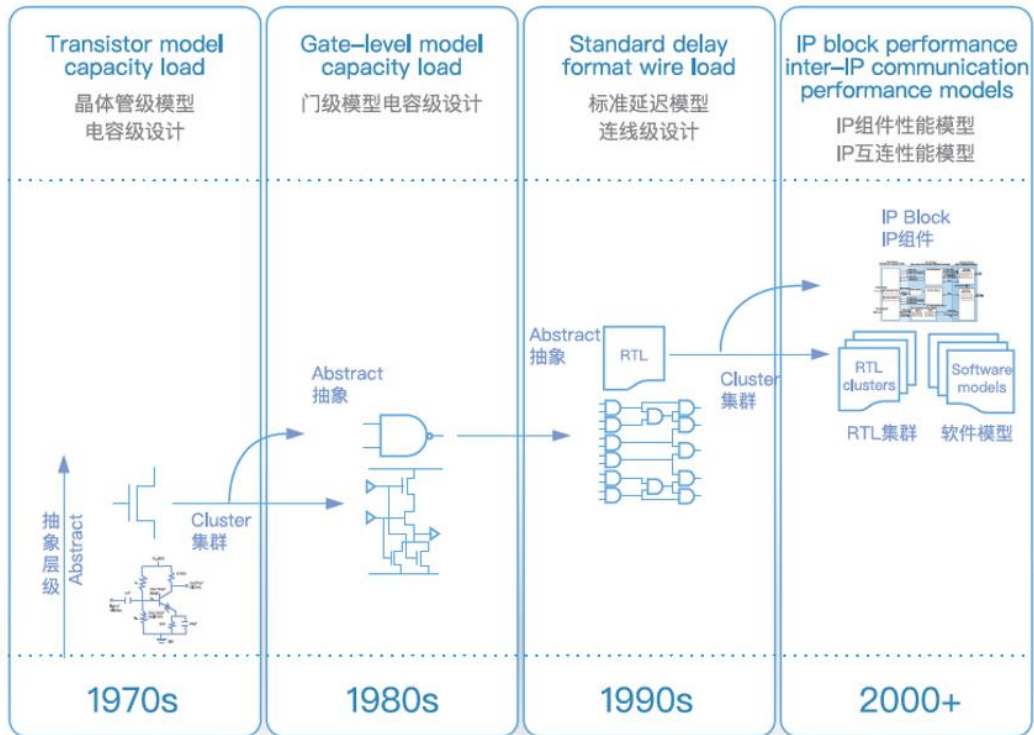 Transistor model
capacity load
晶体管级模型
电容级设计
Gate-level model
capacity load
门级模型电容级设计
Standard delay
format wire load
标准延迟模型
连线级设计
IP block performance
inter-IP communication
performance models
IP组件性能模型
IP互连性能模型
抽象层级
Abstract
Cluster
集群
Abstract
抽象
Abstract
抽象
RTL
Cluster
集群
IP Block
IP组件
RTL
clusters
Software
models
RTL集群
软件模型
1970s
1980s
1990s
2000+